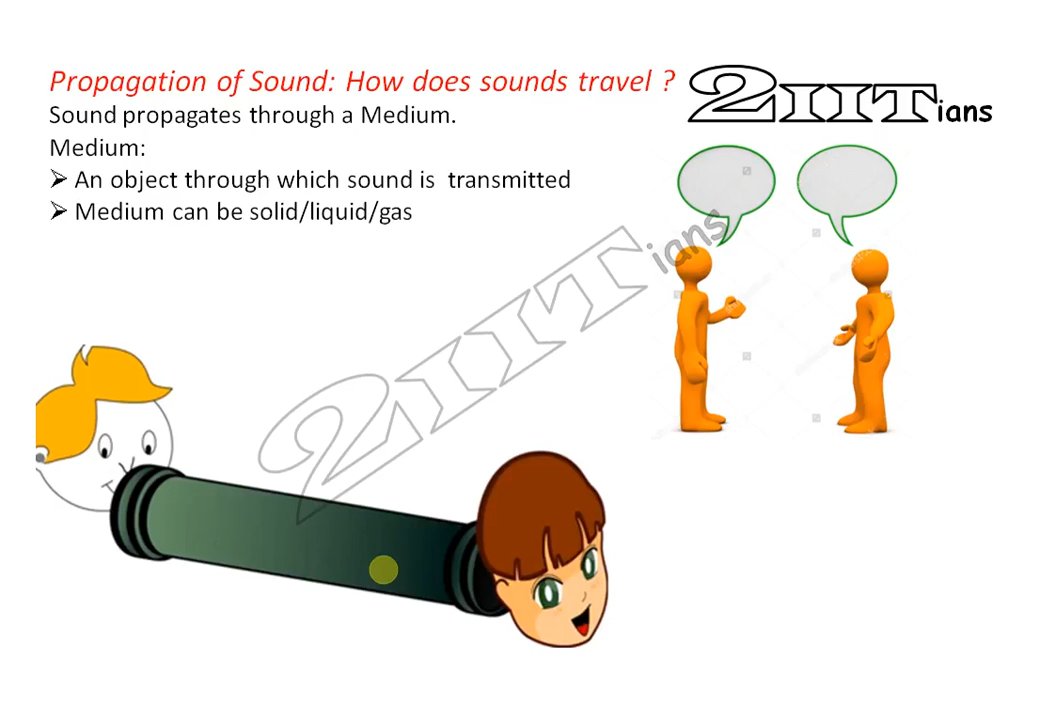 Propagation of Sound: How does sounds travel ?
2IITians
Sound propagates through a Medium.
Medium:
➢ An object through which sound is transmitted
➢ Medium can be solid/liquid/gas
2IITians